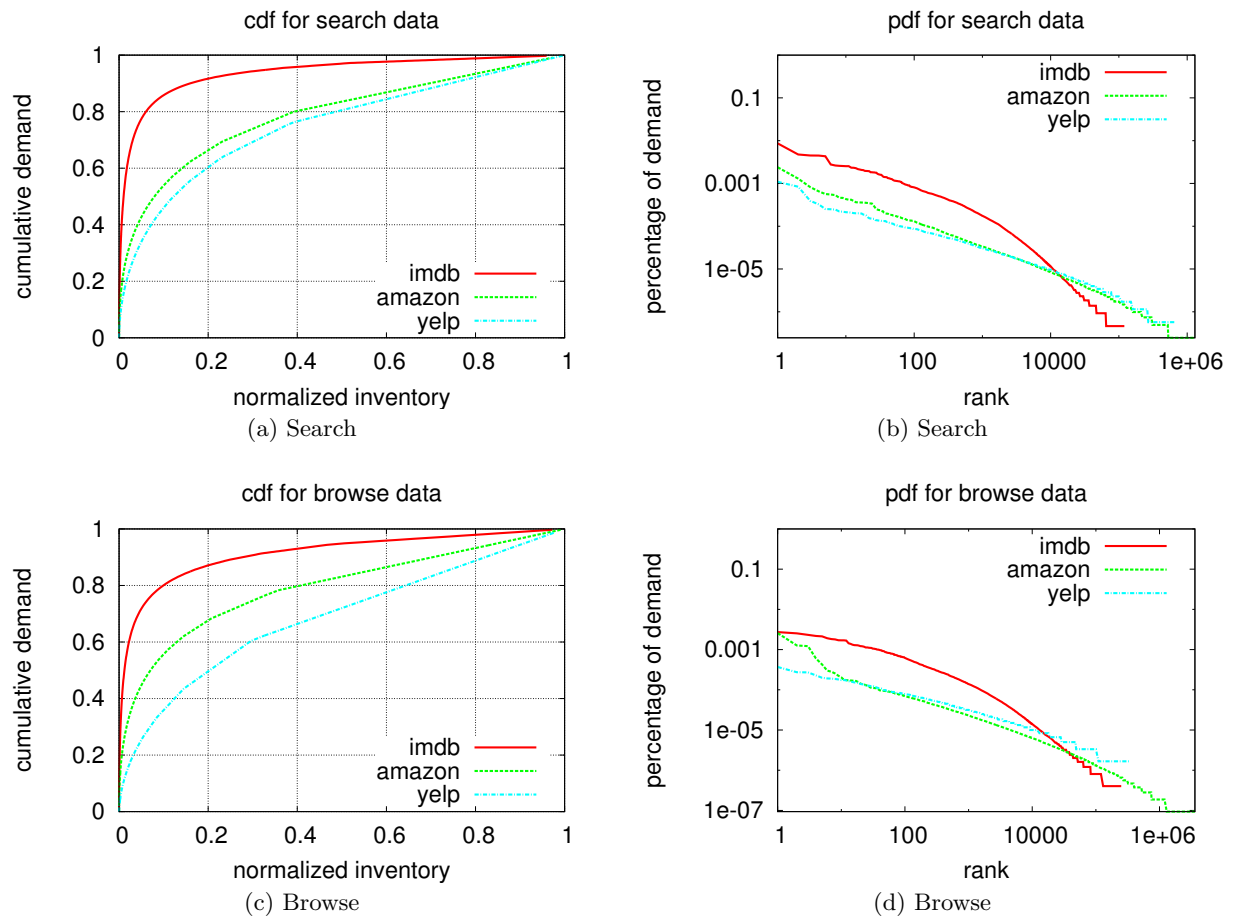 cdf for search data
cumulative demand
1
0.8
0.6
0.4
0.2
0
0 0.2 0.4 0.6 0.8 1
imdb
amazon
yelp
normalized inventory
(a) Search
pdf for search data
percentage of demand
0.1
0.001
1e-05
1 100 10000 1e+06
imdb
amazon
yelp
rank
(b) Search
cdf for browse data
cumulative demand
1
0.8
0.6
0.4
0.2
0
0 0.2 0.4 0.6 0.8 1
imdb
amazon
yelp
normalized inventory
(c) Browse
pdf for browse data
percentage of demand
0.1
0.001
1e-05
1e-07
1 100 10000 1e+06
imdb
amazon
yelp
rank
(d) Browse